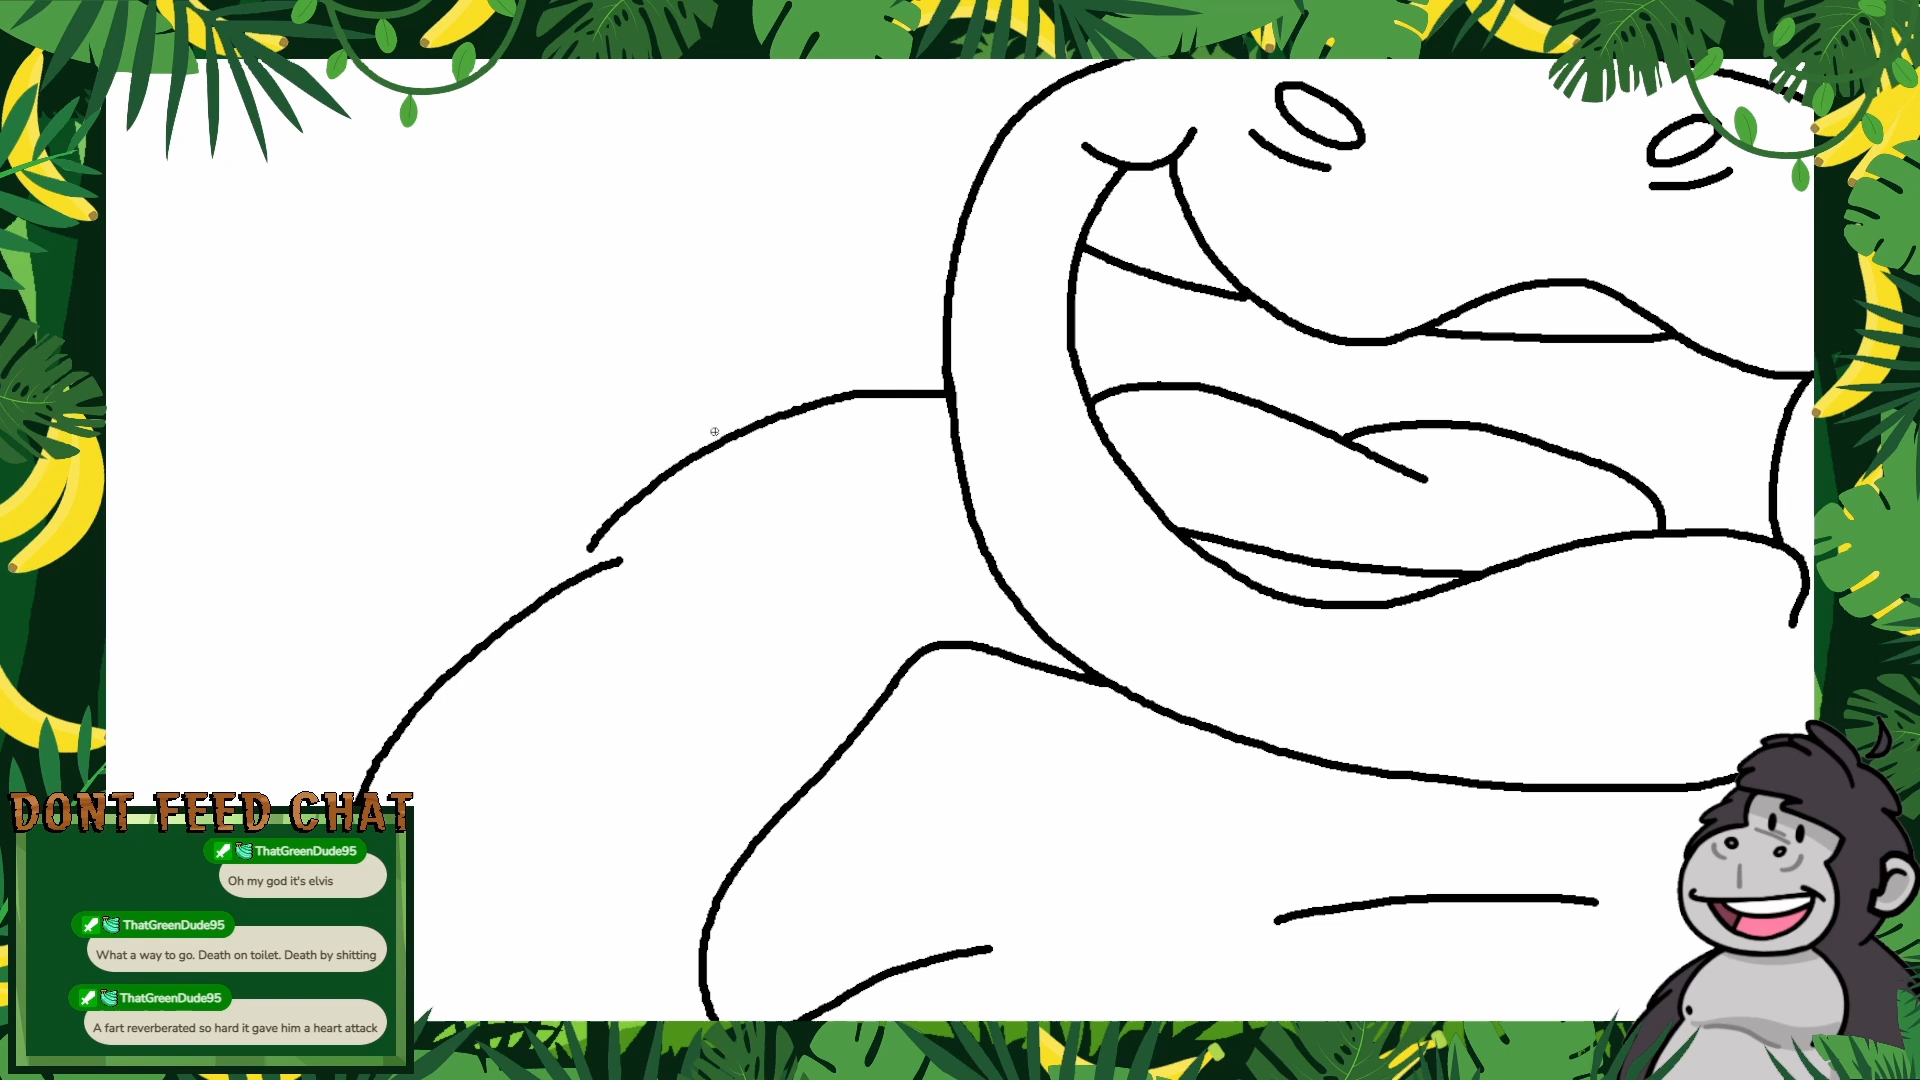 DONT FEED CHAT
ThatGreenDude95
Oh my god it's elvis
ThatGreenDude95
What a way to go. Death on toilet. Death by shitting
ThatGreenDude95
A fart reverberated so hard it gave him a heart attack